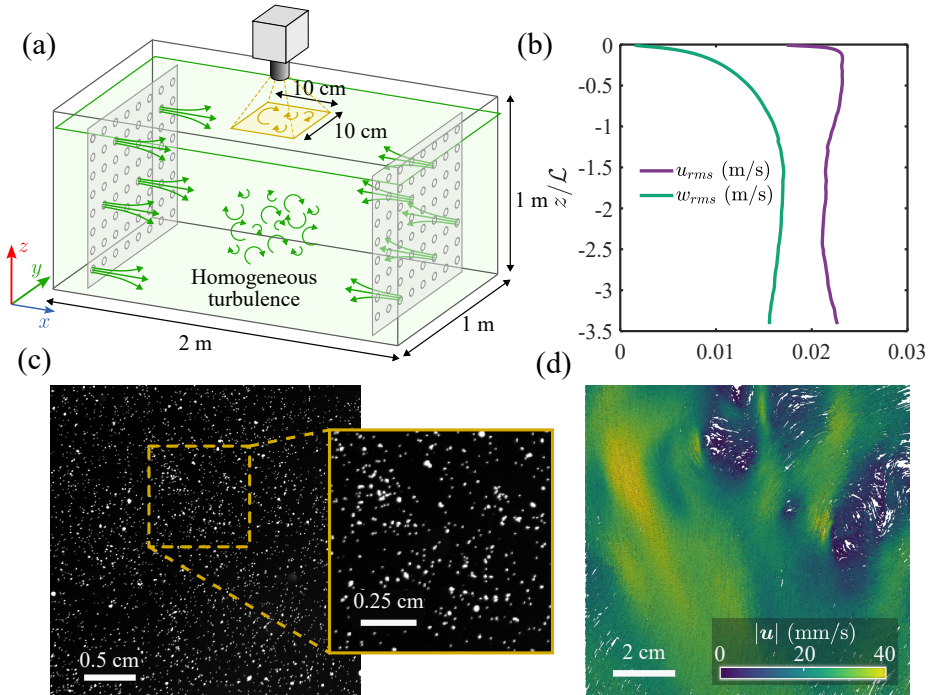 (a)
10 cm
10 cm
1 m
Homogeneous
turbulence
z
y
x
2 m
1 m
(b)
0
-0.5
-1
-1.5
-2
-2.5
-3
-3.5
z/ℒ
u_rms (m/s)
w_rms (m/s)
0
0.01
0.02
0.03
(c)
0.5 cm
0.25 cm
(d)
2 cm
|u| (mm/s)
0
20
40